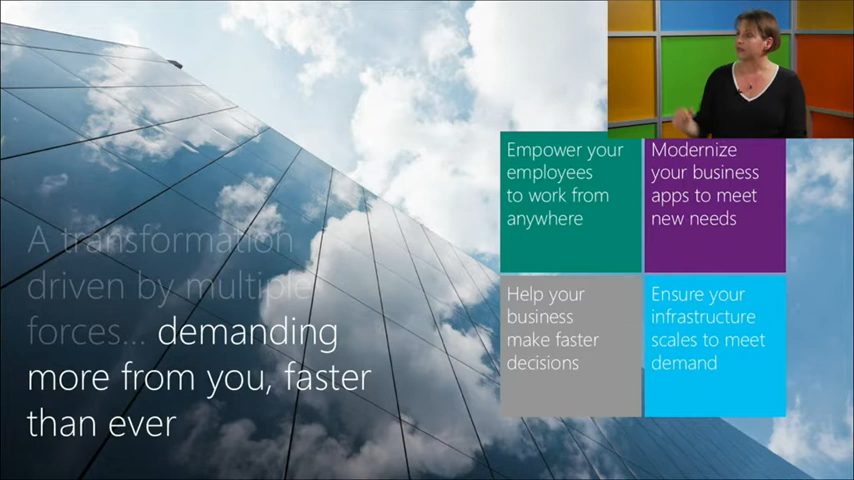 A transformation
driven by multiple
forces... demanding
more from you, faster
than ever
Empower your
employees
to work from
anywhere
Modernize
your business
apps to meet
new needs
Help your
business
make faster
decisions
Ensure your
infrastructure
scales to meet
demand